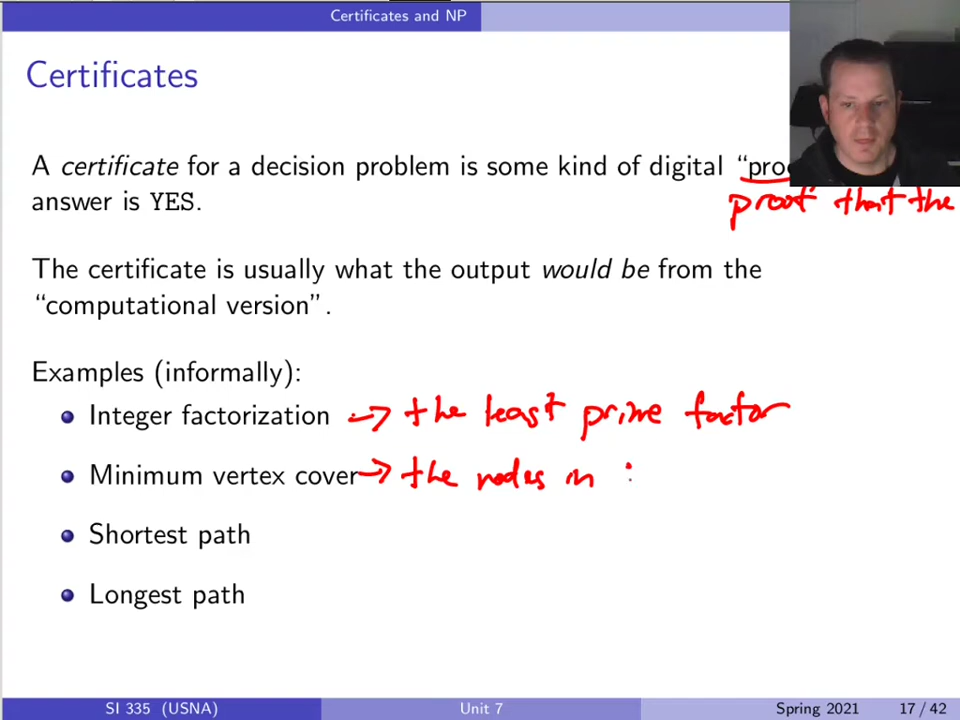 Certificates and NP
Certificates
A certificate for a decision problem is some kind of digital “proo
answer is YES.
proof that the
The certificate is usually what the output would be from the
“computational version”.
Examples (informally):
Integer factorization → the least prime factor
Minimum vertex cover → the nodes in
Shortest path
Longest path
SI 335 (USNA) Unit 7 Spring 2021 17 / 42